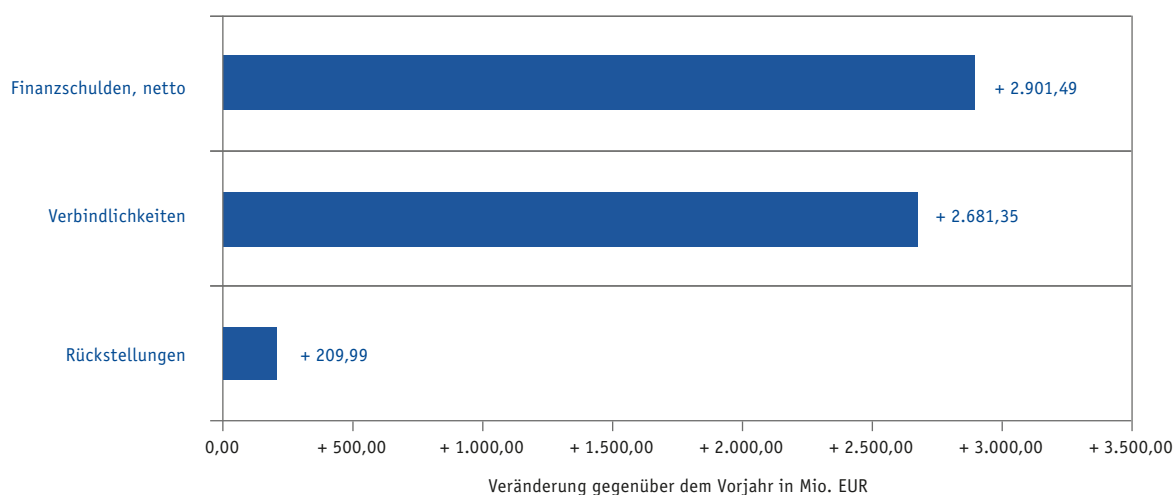 Finanzschulden, netto
+ 2.901,49
Verbindlichkeiten
+ 2.681,35
Rückstellungen
+ 209,99
0,00 + 500,00 + 1.000,00 + 1.500,00 + 2.000,00 + 2.500,00 + 3.000,00 + 3.500,00
Veränderung gegenüber dem Vorjahr in Mio. EUR